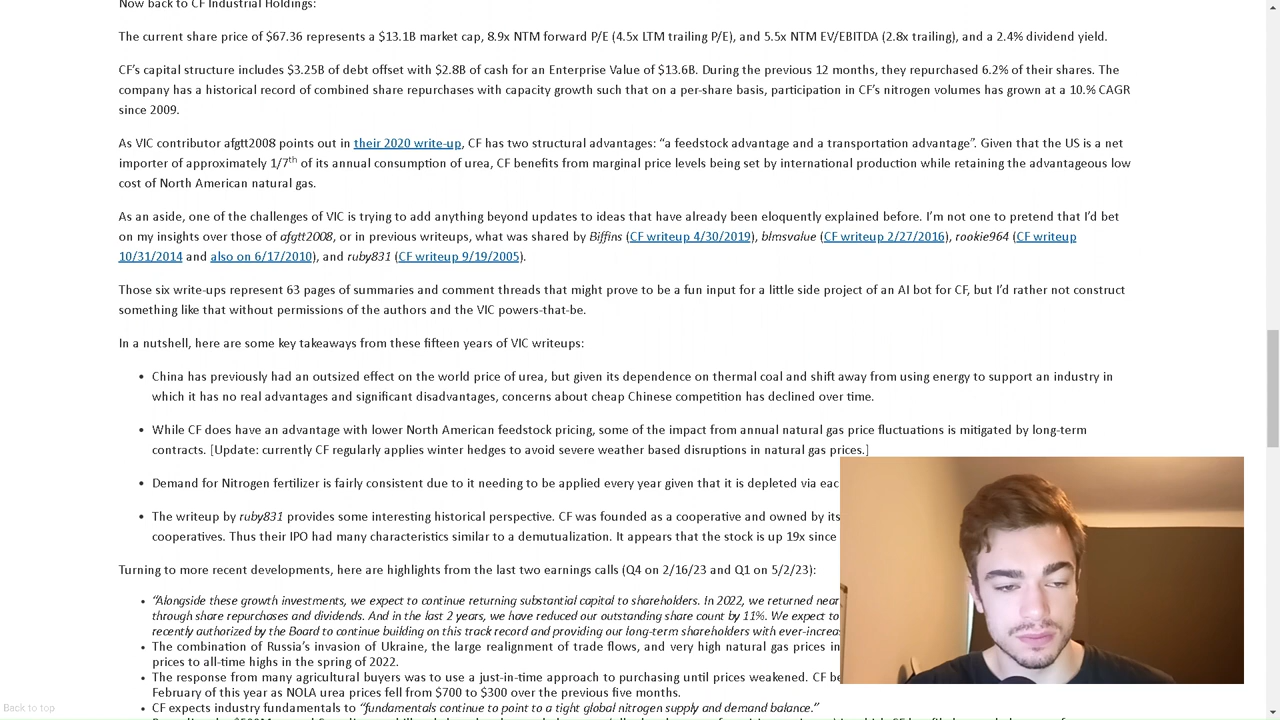 Now back to CF Industrial Holdings:
The current share price of $67.36 represents a $13.1B market cap, 8.9x NTM forward P/E (4.5x LTM trailing P/E), and 5.5x NTM EV/EBITDA (2.8x trailing), and a 2.4% dividend yield.
CF's capital structure includes $3.25B of debt offset with $2.8B of cash for an Enterprise Value of $13.6B. During the previous 12 months, they repurchased 6.2% of their shares. The
company has a historical record of combined share repurchases with capacity growth such that on a per-share basis, participation in CF's nitrogen volumes has grown at a 10.% CAGR
since 2009.
As VIC contributor afgtt2008 points out in their 2020 write-up, CF has two structural advantages: “a feedstock advantage and a transportation advantage”. Given that the US is a net
importer of approximately 1/7th of its annual consumption of urea, CF benefits from marginal price levels being set by international production while retaining the advantageous low
cost of North American natural gas.
As an aside, one of the challenges of VIC is trying to add anything beyond updates to ideas that have already been eloquently explained before. I'm not one to pretend that I'd bet
on my insights over those of afgtt2008, or in previous writeups, what was shared by Biffins (CF writeup 4/30/2019), blmsvalue (CF writeup 2/27/2016), rookie964 (CF writeup
10/31/2014 and also on 6/17/2010), and ruby831 (CF writeup 9/19/2005).
Those six write-ups represent 63 pages of summaries and comment threads that might prove to be a fun input for a little side project of an AI bot for CF, but I'd rather not construct
something like that without permissions of the authors and the VIC powers-that-be.
In a nutshell, here are some key takeaways from these fifteen years of VIC writeups:
• China has previously had an outsized effect on the world price of urea, but given its dependence on thermal coal and shift away from using energy to support an industry in
which it has no real advantages and significant disadvantages, concerns about cheap Chinese competition has declined over time.
• While CF does have an advantage with lower North American feedstock pricing, some of the impact from annual natural gas price fluctuations is mitigated by long-term
contracts. [Update: currently CF regularly applies winter hedges to avoid severe weather based disruptions in natural gas prices.]
• Demand for Nitrogen fertilizer is fairly consistent due to it needing to be applied every year given that it is depleted via eac
• The writeup by ruby831 provides some interesting historical perspective. CF was founded as a cooperative and owned by its
cooperatives. Thus their IPO had many characteristics similar to a demutualization. It appears that the stock is up 19x since
Turning to more recent developments, here are highlights from the last two earnings calls (Q4 on 2/16/23 and Q1 on 5/2/23):
• “Alongside these growth investments, we expect to continue returning substantial capital to shareholders. In 2022, we returned near
through share repurchases and dividends. And in the last 2 years, we have reduced our outstanding share count by 11%. We expect to
recently authorized by the Board to continue building on this track record and providing our long-term shareholders with ever-increas
• The combination of Russia's invasion of Ukraine, the large realignment of trade flows, and very high natural gas prices in
prices to all-time highs in the spring of 2022.
• The response from many agricultural buyers was to use a just-in-time approach to purchasing until prices weakened. CF be
February of this year as NOLA urea prices fell from $700 to $300 over the previous five months.
• CF expects industry fundamentals to “fundamentals continue to point to a tight global nitrogen supply and demand balance.”
Back to top